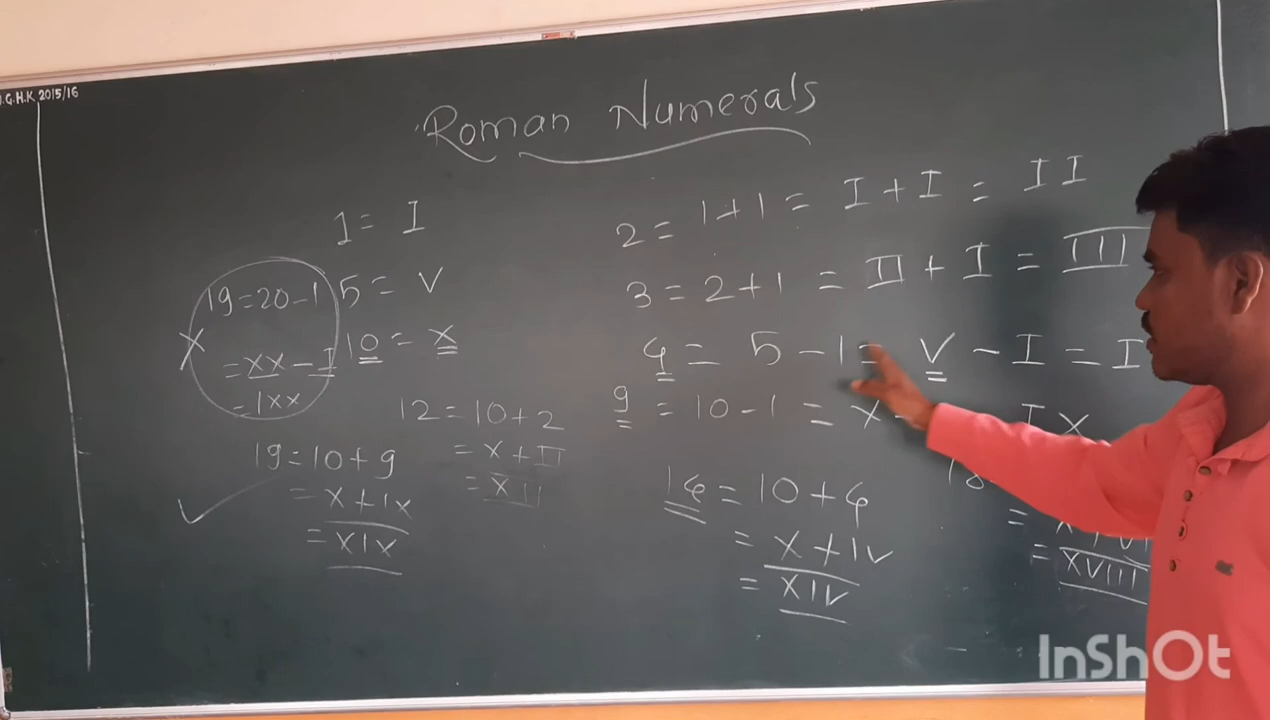 I.G.H.K 2015/16
Roman Numerals
1 = I
5 = V
10 = X
19 = 20 - 1
= XX - I
= IXX
X
12 = 10 + 2
= X + II
= XII
19 = 10 + 9
= X + IX
= XIX
2 = 1 + 1 = I + I = II
3 = 2 + 1 = II + I = III
4 = 5 - 1 = V - I = I
9 = 10 - 1 = X - IX
14 = 10 + 4
= X + IV
= XIV
18
= X + VI
= XVIII
InShOt